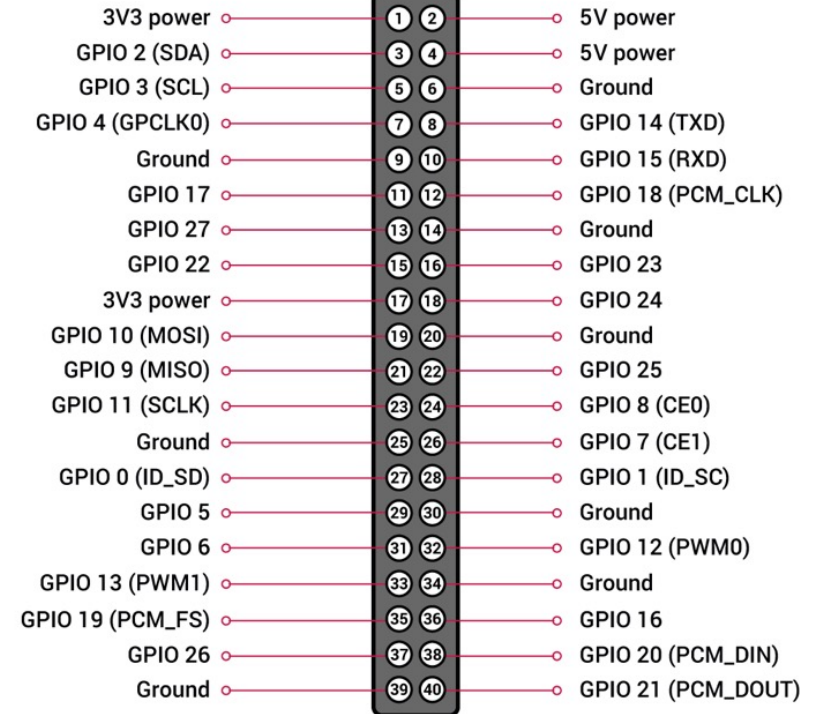 3V3 power 1 2 5V power
GPIO 2 (SDA) 3 4 5V power
GPIO 3 (SCL) 5 6 Ground
GPIO 4 (GPCLK0) 7 8 GPIO 14 (TXD)
Ground 9 10 GPIO 15 (RXD)
GPIO 17 11 12 GPIO 18 (PCM_CLK)
GPIO 27 13 14 Ground
GPIO 22 15 16 GPIO 23
3V3 power 17 18 GPIO 24
GPIO 10 (MOSI) 19 20 Ground
GPIO 9 (MISO) 21 22 GPIO 25
GPIO 11 (SCLK) 23 24 GPIO 8 (CE0)
Ground 25 26 GPIO 7 (CE1)
GPIO 0 (ID_SD) 27 28 GPIO 1 (ID_SC)
GPIO 5 29 30 Ground
GPIO 6 31 32 GPIO 12 (PWM0)
GPIO 13 (PWM1) 33 34 Ground
GPIO 19 (PCM_FS) 35 36 GPIO 16
GPIO 26 37 38 GPIO 20 (PCM_DIN)
Ground 39 40 GPIO 21 (PCM_DOUT)